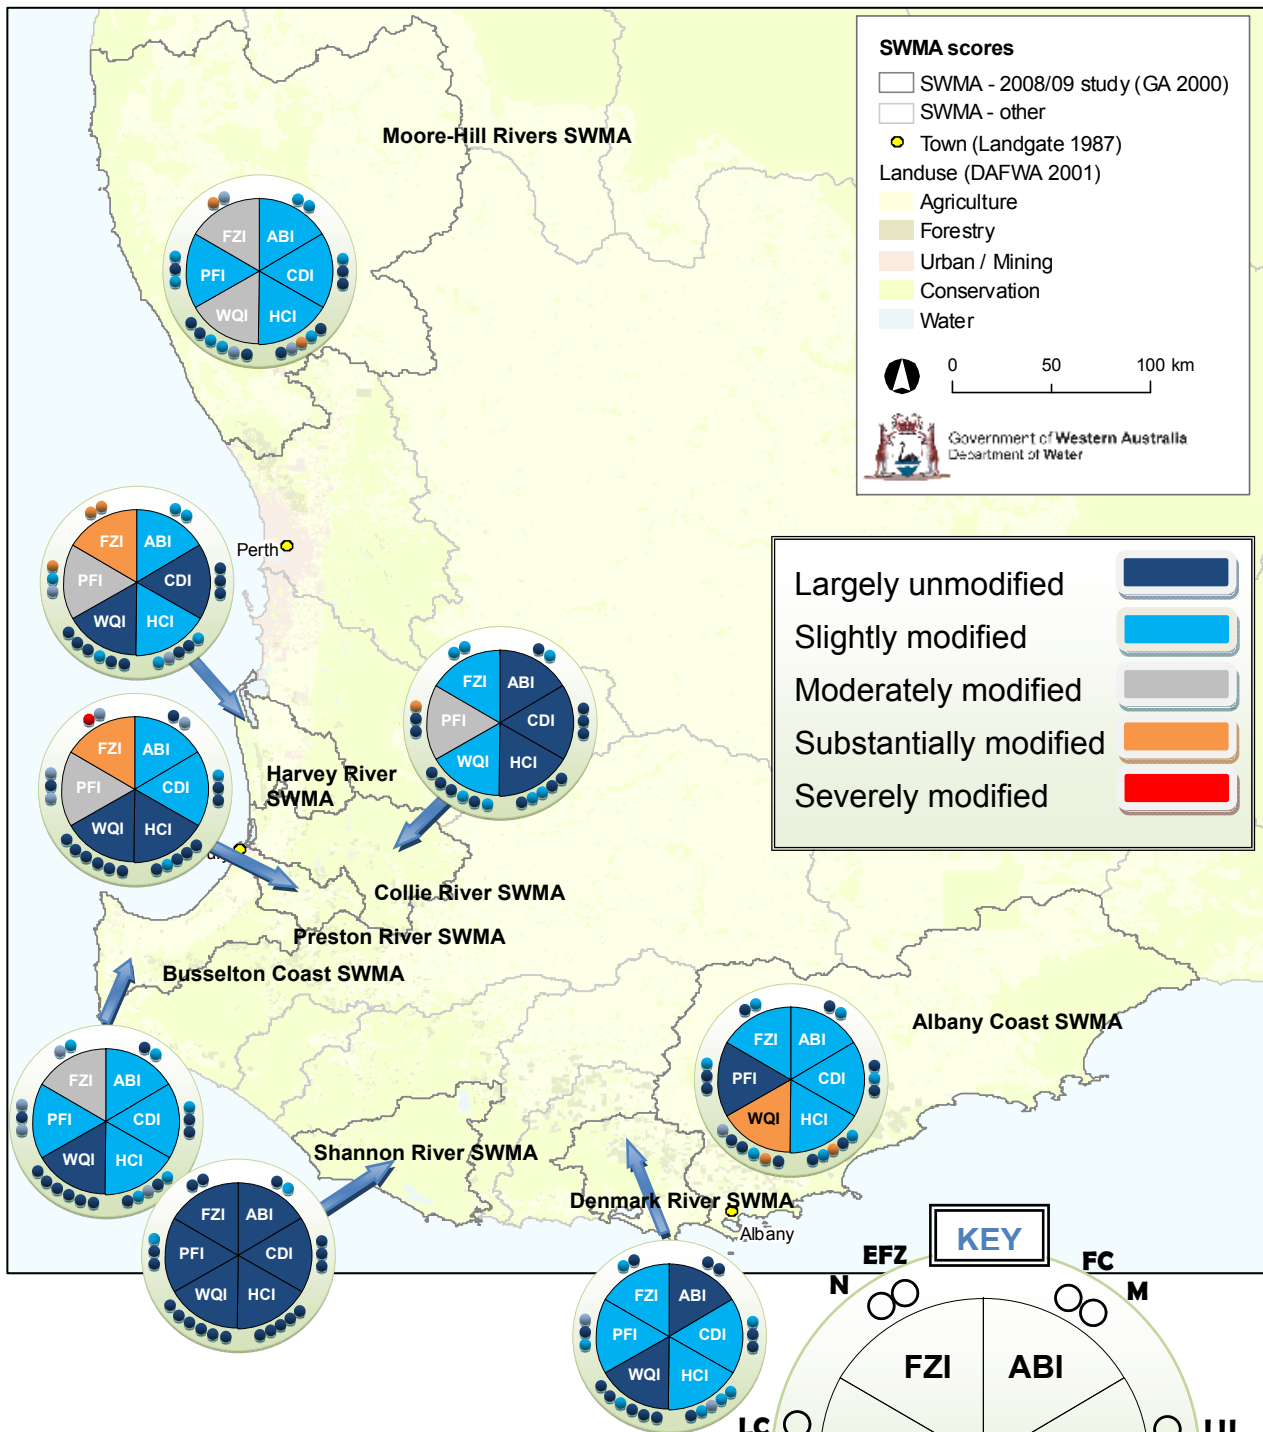 SWMA scores
SWMA - 2008/09 study (GA 2000)
SWMA - other
Town (Landgate 1987)
Landuse (DAFWA 2001)
Agriculture
Forestry
Urban / Mining
Conservation
Water
0 50 100 km
Government of Western Australia
Department of Water
Largely unmodified
Slightly modified
Moderately modified
Substantially modified
Severely modified
Moore-Hill Rivers SWMA
FZI ABI
PFI CDI
WQI HCI
Perth
FZI ABI
PFI CDI
WQI HCI
FZI ABI
PFI CDI
WQI HCI
Harvey River
SWMA
FZI ABI
PFI CDI
WQI HCI
Collie River SWMA
Preston River SWMA
Busselton Coast SWMA
Albany Coast SWMA
FZI ABI
PFI CDI
WQI HCI
FZI ABI
PFI CDI
WQI HCI
Shannon River SWMA
Denmark River SWMA
Albany
FZI ABI
PFI CDI
WQI HCI
FZI ABI
PFI CDI
WQI HCI
KEY
EFZ FC
N M
FZI ABI
LC